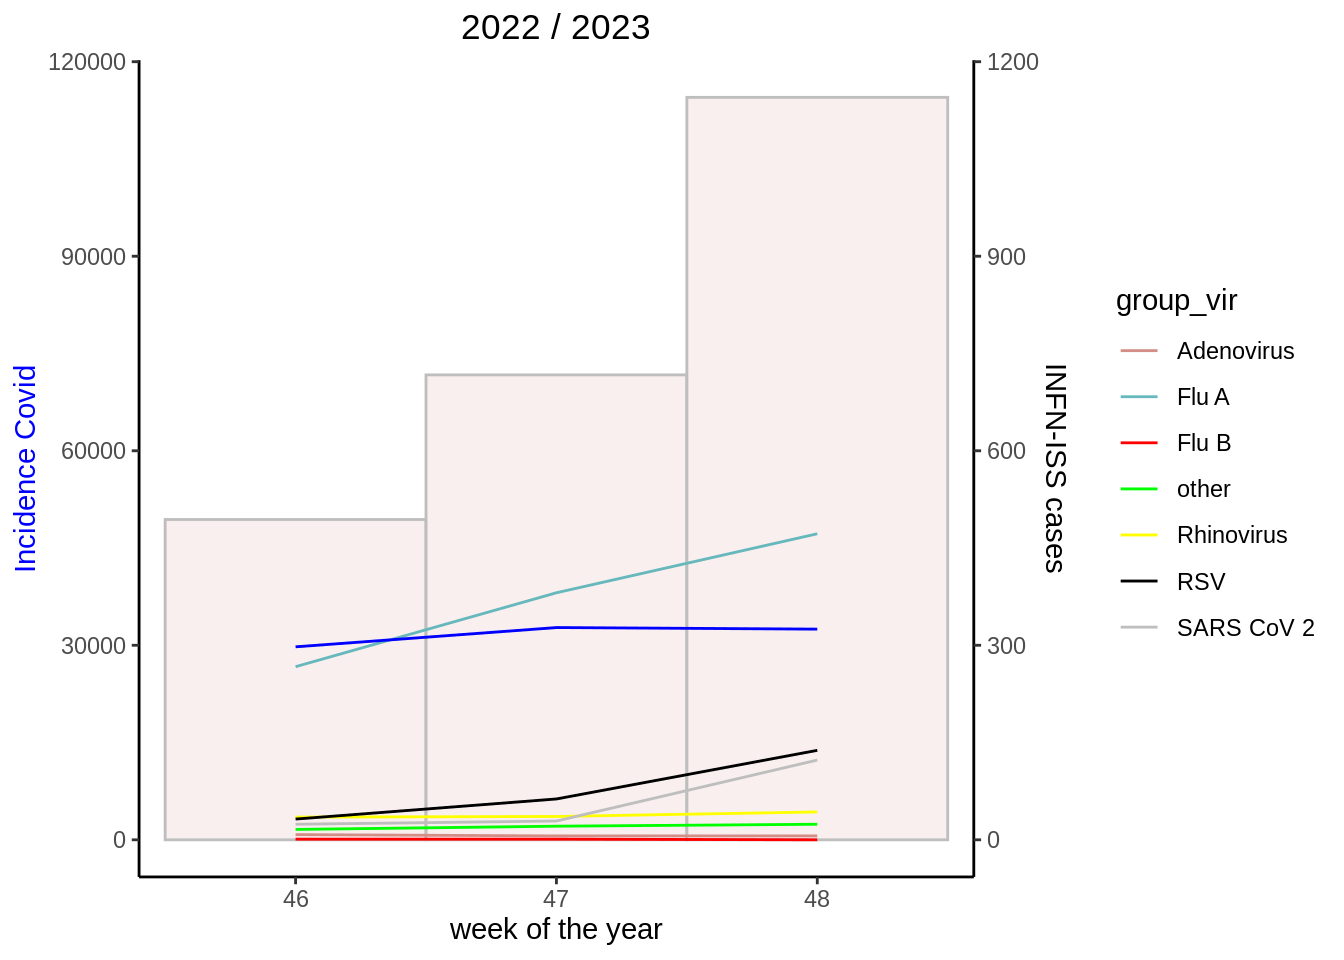 2022 / 2023
120000
90000
60000
30000
0
Incidence Covid
1200
900
600
300
0
INFN-ISS cases
46
47
48
week of the year
group_vir
Adenovirus
Flu A
Flu B
other
Rhinovirus
RSV
SARS CoV 2